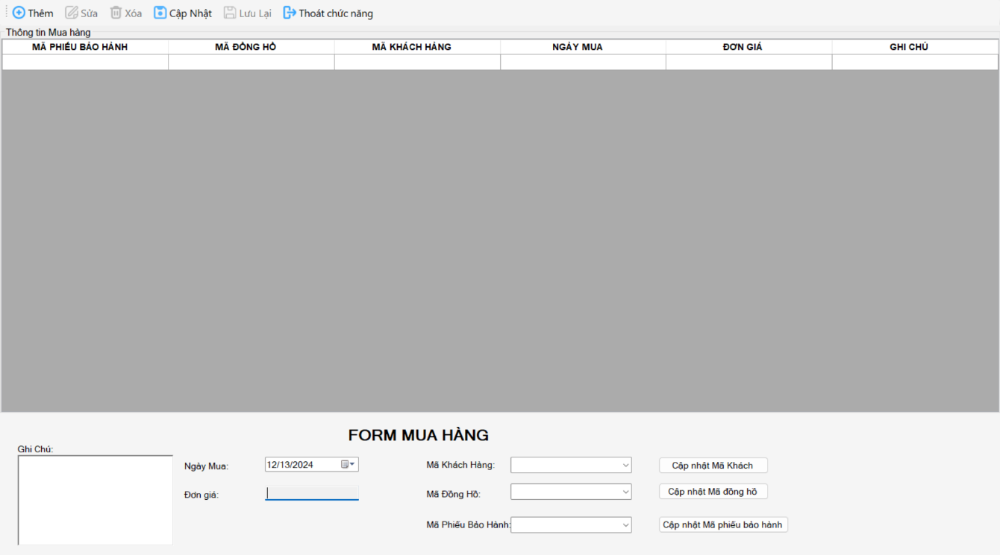 Thêm Sửa Xóa Cập Nhật Lưu Lại Thoát chức năng
Thông tin Mua hàng
MÃ PHIẾU BẢO HÀNH MÃ ĐỒNG HỒ MÃ KHÁCH HÀNG NGÀY MUA ĐƠN GIÁ GHI CHÚ
FORM MUA HÀNG
Ghi Chú:
Ngày Mua: 12/13/2024 Mã Khách Hàng: Cập nhật Mã Khách
Đơn giá: Mã Đồng Hồ: Cập nhật Mã đồng hồ
Mã Phiếu Bảo Hành: Cập nhật Mã phiếu bảo hành